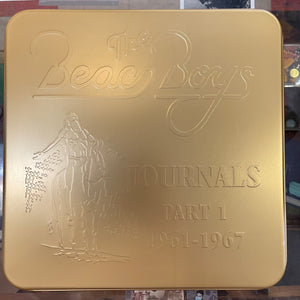 The
Beach Boys
JOURNALS
PART 1
1961-1967